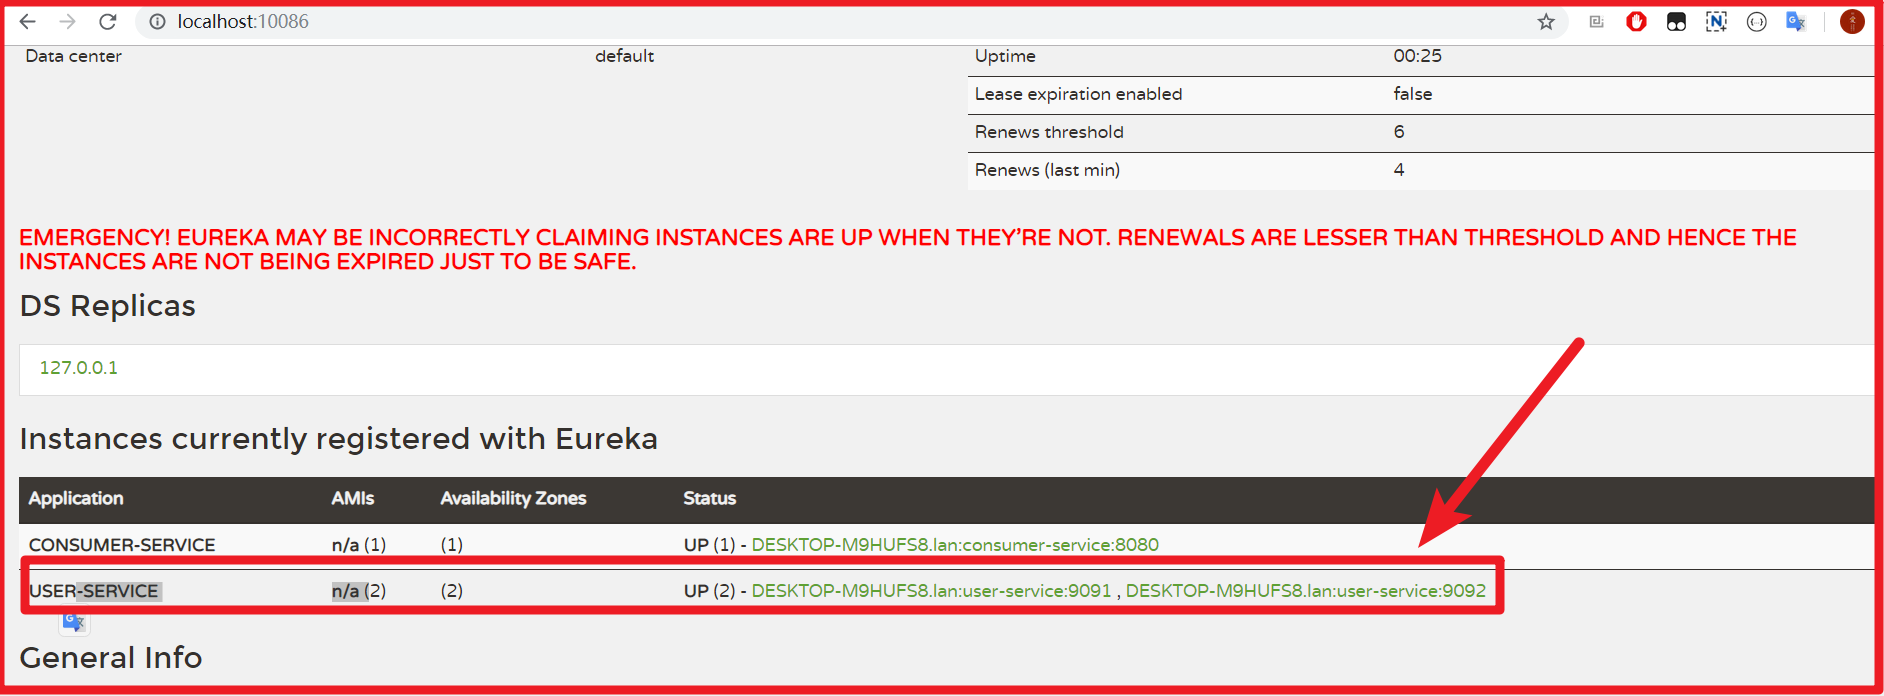 localhost:10086
Data center default Uptime 00:25
Lease expiration enabled false
Renews threshold 6
Renews (last min) 4
EMERGENCY! EUREKA MAY BE INCORRECTLY CLAIMING INSTANCES ARE UP WHEN THEY'RE NOT. RENEWALS ARE LESSER THAN THRESHOLD AND HENCE THE
INSTANCES ARE NOT BEING EXPIRED JUST TO BE SAFE.
DS Replicas
127.0.0.1
Instances currently registered with Eureka
Application AMIs Availability Zones Status
CONSUMER-SERVICE n/a (1) (1) UP (1) - DESKTOP-M9HUFS8.lan:consumer-service:8080
USER-SERVICE n/a (2) (2) UP (2) - DESKTOP-M9HUFS8.lan:user-service:9091 , DESKTOP-M9HUFS8.lan:user-service:9092
General Info